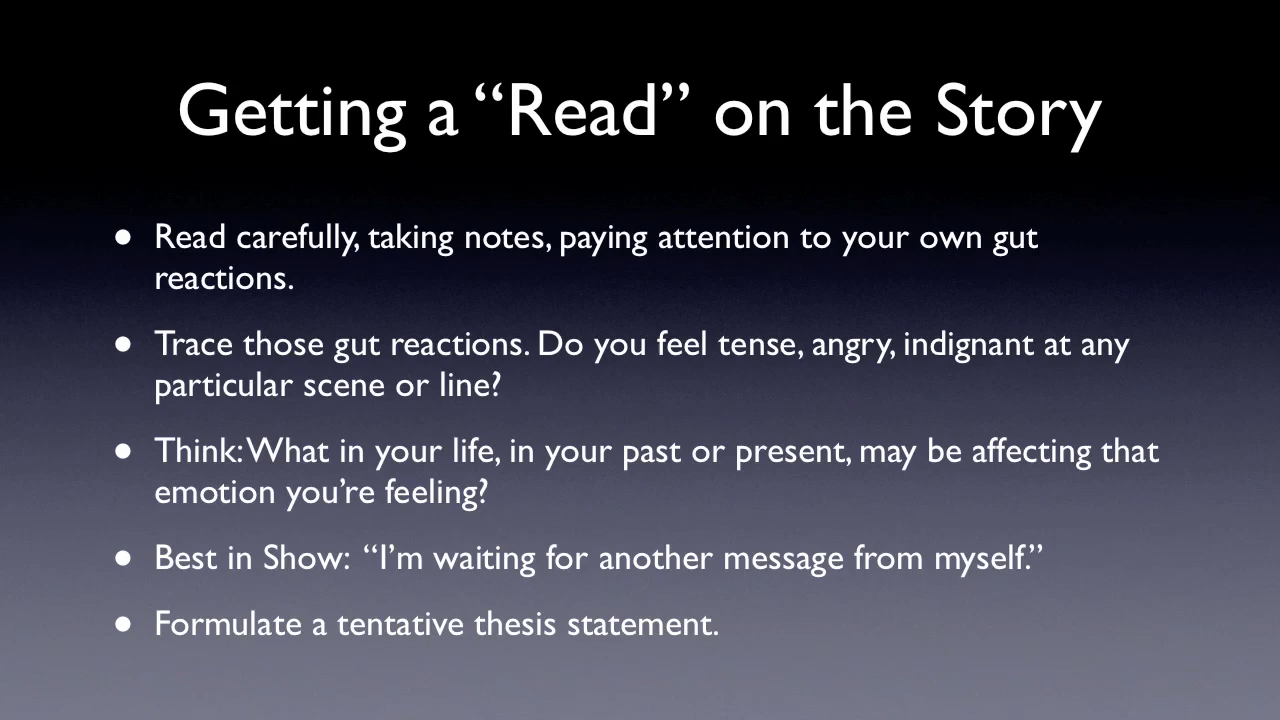 Getting a “Read” on the Story
• Read carefully, taking notes, paying attention to your own gut
reactions.
• Trace those gut reactions. Do you feel tense, angry, indignant at any
particular scene or line?
• Think: What in your life, in your past or present, may be affecting that
emotion you’re feeling?
• Best in Show: “I’m waiting for another message from myself.”
• Formulate a tentative thesis statement.